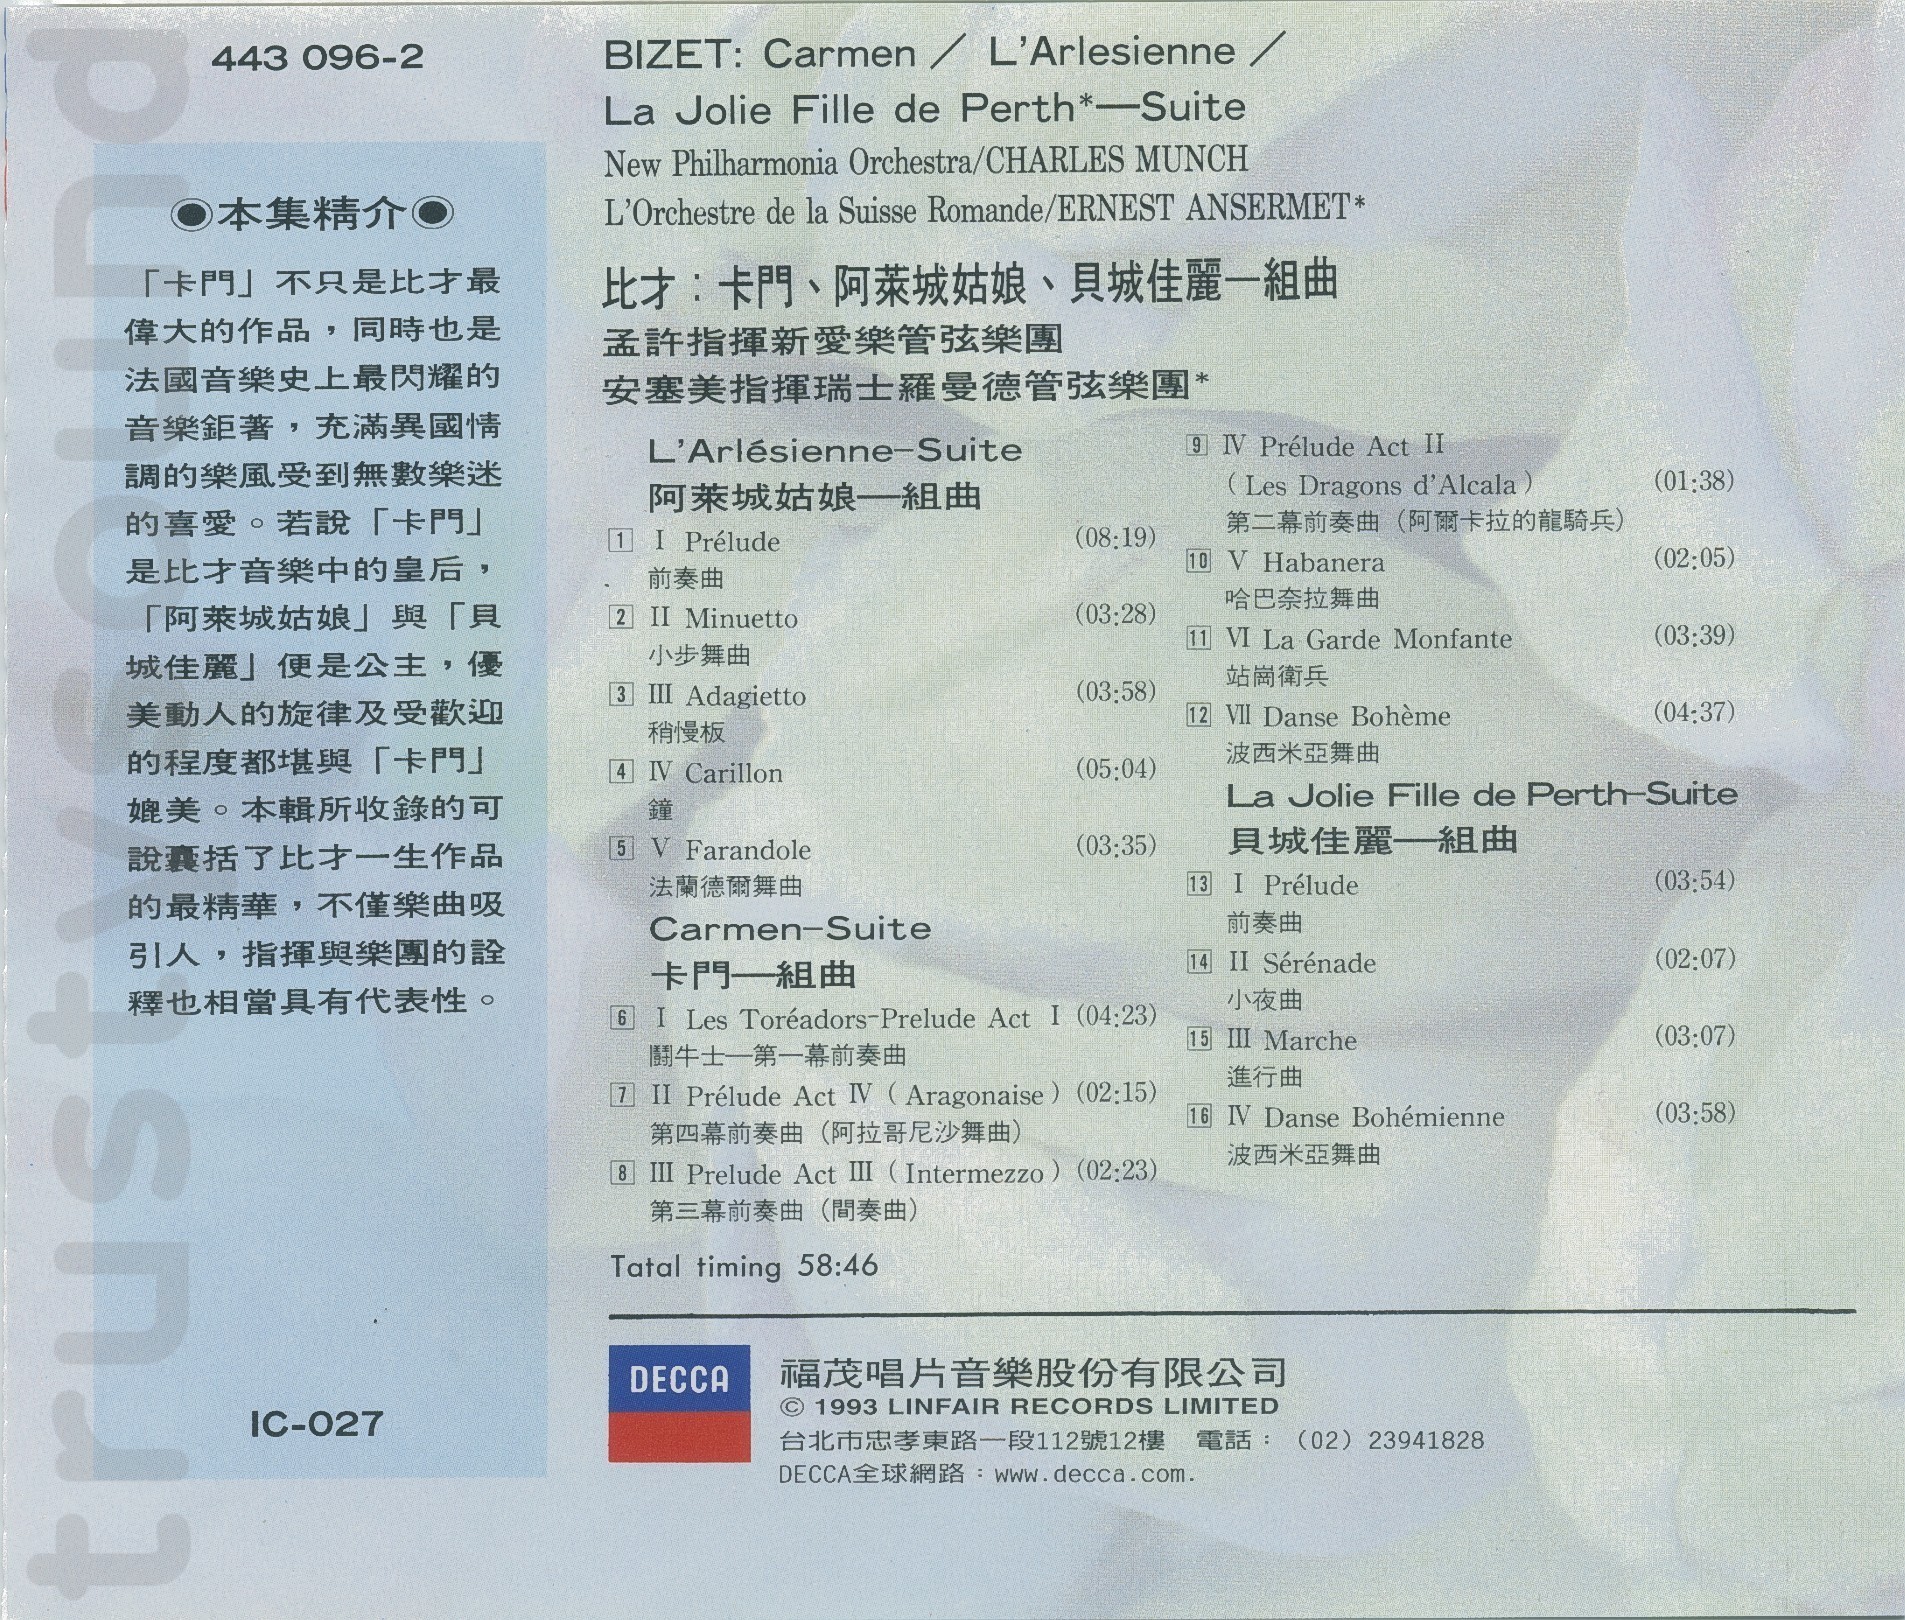 443 096-2
◉本集精介◉
「卡門」不只是比才最
偉大的作品，同時也是
法國音樂史上最閃耀的
音樂鉅著，充滿異國情
調的樂風受到無數樂迷
的喜愛。若說「卡門」
是比才音樂中的皇后，
「阿萊城姑娘」與「貝
城佳麗」便是公主，優
美動人的旋律及受歡迎
的程度都堪與「卡門」
媲美。本輯所收錄的可
說囊括了比才一生作品
的最精華，不僅樂曲吸
引人，指揮與樂團的詮
釋也相當具有代表性。
IC-027
trustysound
BIZET: Carmen／ L'Arlesienne／
La Jolie Fille de Perth*—Suite
New Philharmonia Orchestra/CHARLES MUNCH
L'Orchestre de la Suisse Romande/ERNEST ANSERMET*
比才：卡門、阿萊城姑娘、貝城佳麗—組曲
孟許指揮新愛樂管弦樂團
安塞美指揮瑞士羅曼德管弦樂團*
L'Arlésienne-Suite
阿萊城姑娘—組曲
1 Ⅰ Prélude (08:19)
前奏曲
2 Ⅱ Minuetto (03:28)
小步舞曲
3 Ⅲ Adagietto (03:58)
稍慢板
4 Ⅳ Carillon (05:04)
鐘
5 Ⅴ Farandole (03:35)
法蘭德爾舞曲
Carmen-Suite
卡門—組曲
6 Ⅰ Les Toréadors-Prelude Act Ⅰ (04:23)
鬪牛士—第一幕前奏曲
7 Ⅱ Prélude Act Ⅳ (Aragonaise) (02:15)
第四幕前奏曲（阿拉哥尼沙舞曲）
8 Ⅲ Prelude Act Ⅲ (Intermezzo) (02:23)
第三幕前奏曲（間奏曲）
9 Ⅳ Prélude Act Ⅱ
(Les Dragons d'Alcala) (01:38)
第二幕前奏曲（阿爾卡拉的龍騎兵）
10 Ⅴ Habanera (02:05)
哈巴奈拉舞曲
11 Ⅵ La Garde Monfante (03:39)
站崗衛兵
12 Ⅶ Danse Bohème (04:37)
波西米亞舞曲
La Jolie Fille de Perth-Suite
貝城佳麗—組曲
13 Ⅰ Prélude (03:54)
前奏曲
14 Ⅱ Sérénade (02:07)
小夜曲
15 Ⅲ Marche (03:07)
進行曲
16 Ⅳ Danse Bohémienne (03:58)
波西米亞舞曲
Tatal timing 58:46
DECCA
福茂唱片音樂股份有限公司
© 1993 LINFAIR RECORDS LIMITED
台北市忠孝東路一段112號12樓 電話：（02）23941828
DECCA全球網路：www.decca.com.